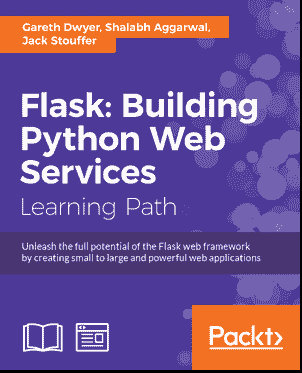 Gareth Dwyer, Shalabh Aggarwal,
Jack Stouffer
Flask: Building
Python Web
Services
Learning Path
Unleash the full potential of the Flask web framework
by creating small to large and powerful web applications
Packt>